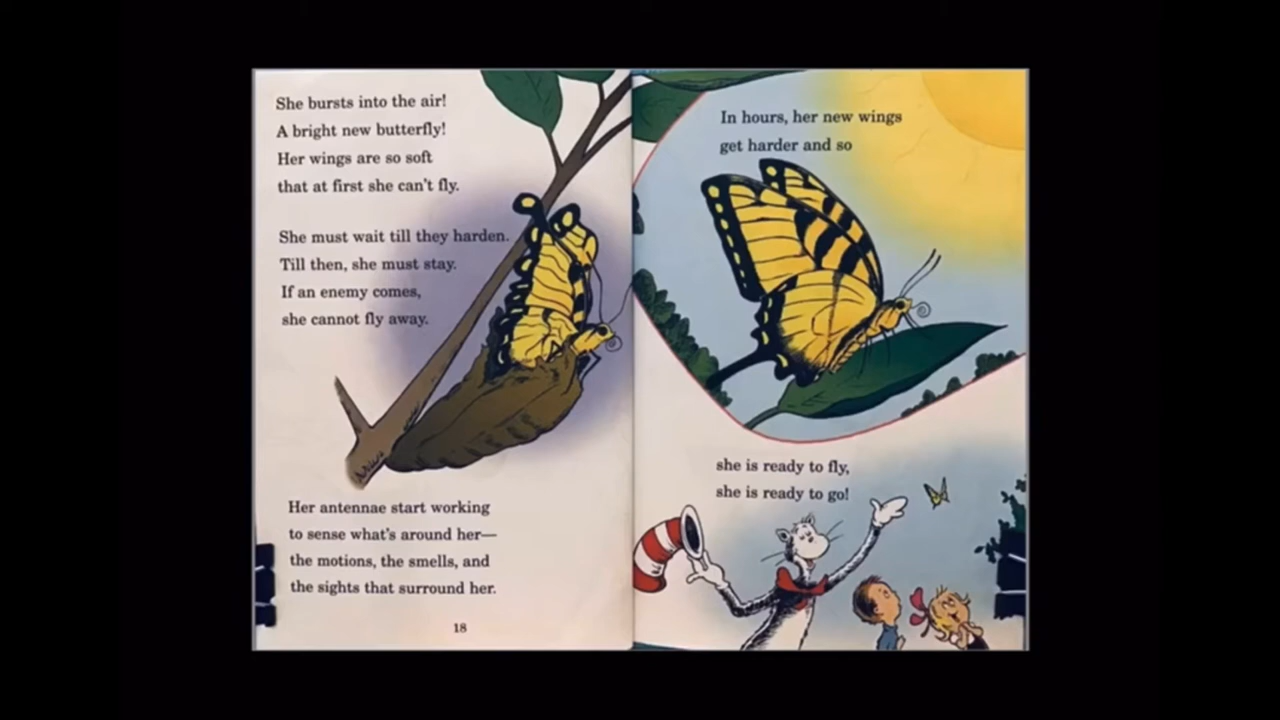 She bursts into the air!
A bright new butterfly!
Her wings are so soft
that at first she can't fly.
She must wait till they harden.
Till then, she must stay.
If an enemy comes,
she cannot fly away.
Her antennae start working
to sense what's around her—
the motions, the smells, and
the sights that surround her.
18
In hours, her new wings
get harder and so
she is ready to fly,
she is ready to go!